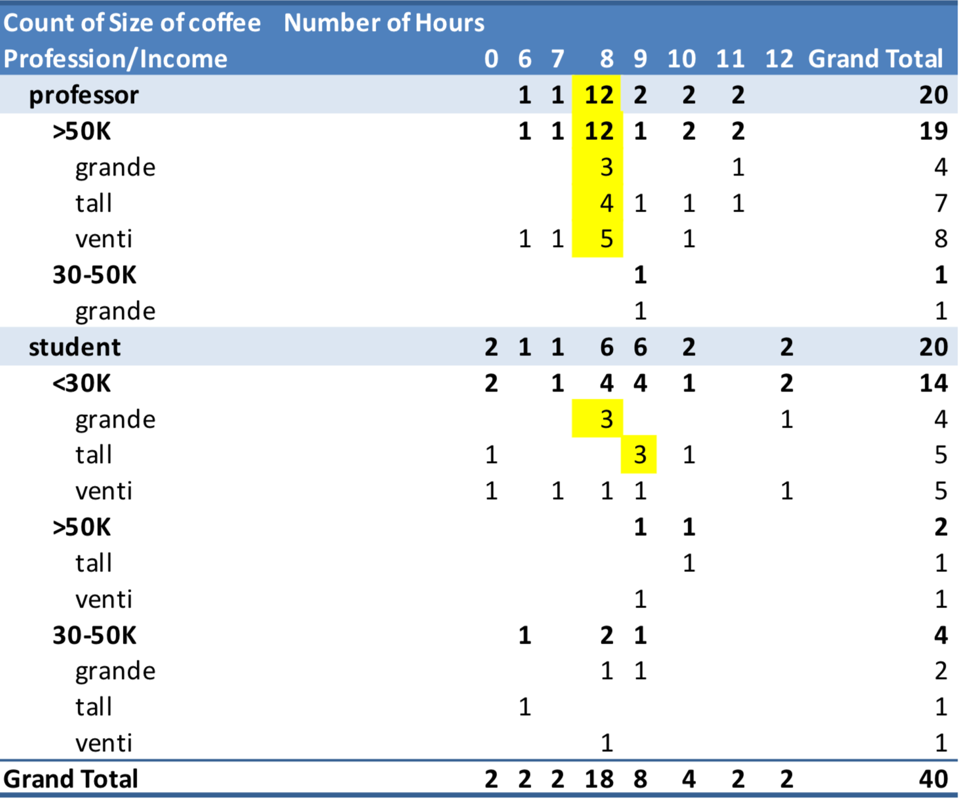 Count of Size of coffee Number of Hours
Profession/Income 0 6 7 8 9 10 11 12 Grand Total
professor 1 1 12 2 2 2 20
>50K 1 1 12 1 2 2 19
grande 3 1 4
tall 4 1 1 1 7
venti 1 1 5 1 8
30-50K 1 1
grande 1 1
student 2 1 1 6 6 2 2 20
<30K 2 1 4 4 1 2 14
grande 3 1 4
tall 1 3 1 5
venti 1 1 1 1 1 5
>50K 1 1 2
tall 1 1
venti 1 1
30-50K 1 2 1 4
grande 1 1 2
tall 1 1
venti 1 1
Grand Total 2 2 2 18 8 4 2 2 40